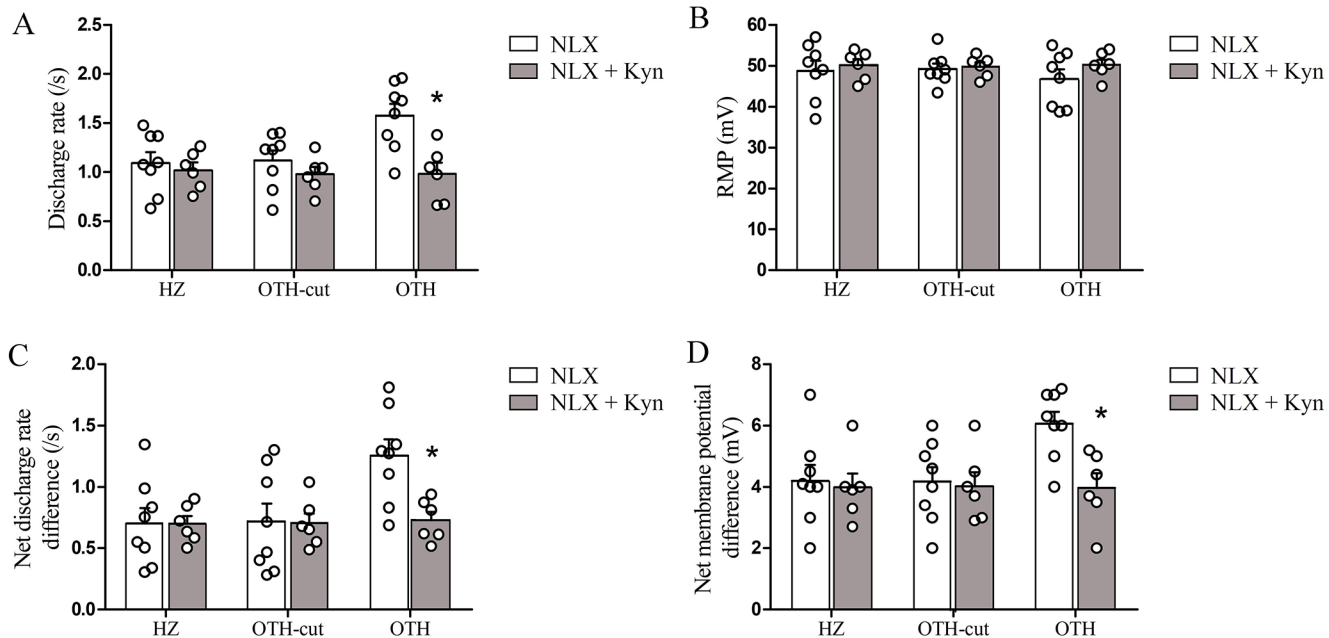 A
Discharge rate (/s)
2.5
2.0
1.5
1.0
0.5
0.0
*
HZ
OTH-cut
OTH
NLX
NLX + Kyn
B
RMP (mV)
60
50
40
30
20
10
0
HZ
OTH-cut
OTH
NLX
NLX + Kyn
C
Net discharge rate
difference (/s)
2.0
1.5
1.0
0.5
0.0
*
HZ
OTH-cut
OTH
NLX
NLX + Kyn
D
Net membrane potential
difference (mV)
8
6
4
2
0
*
HZ
OTH-cut
OTH
NLX
NLX + Kyn